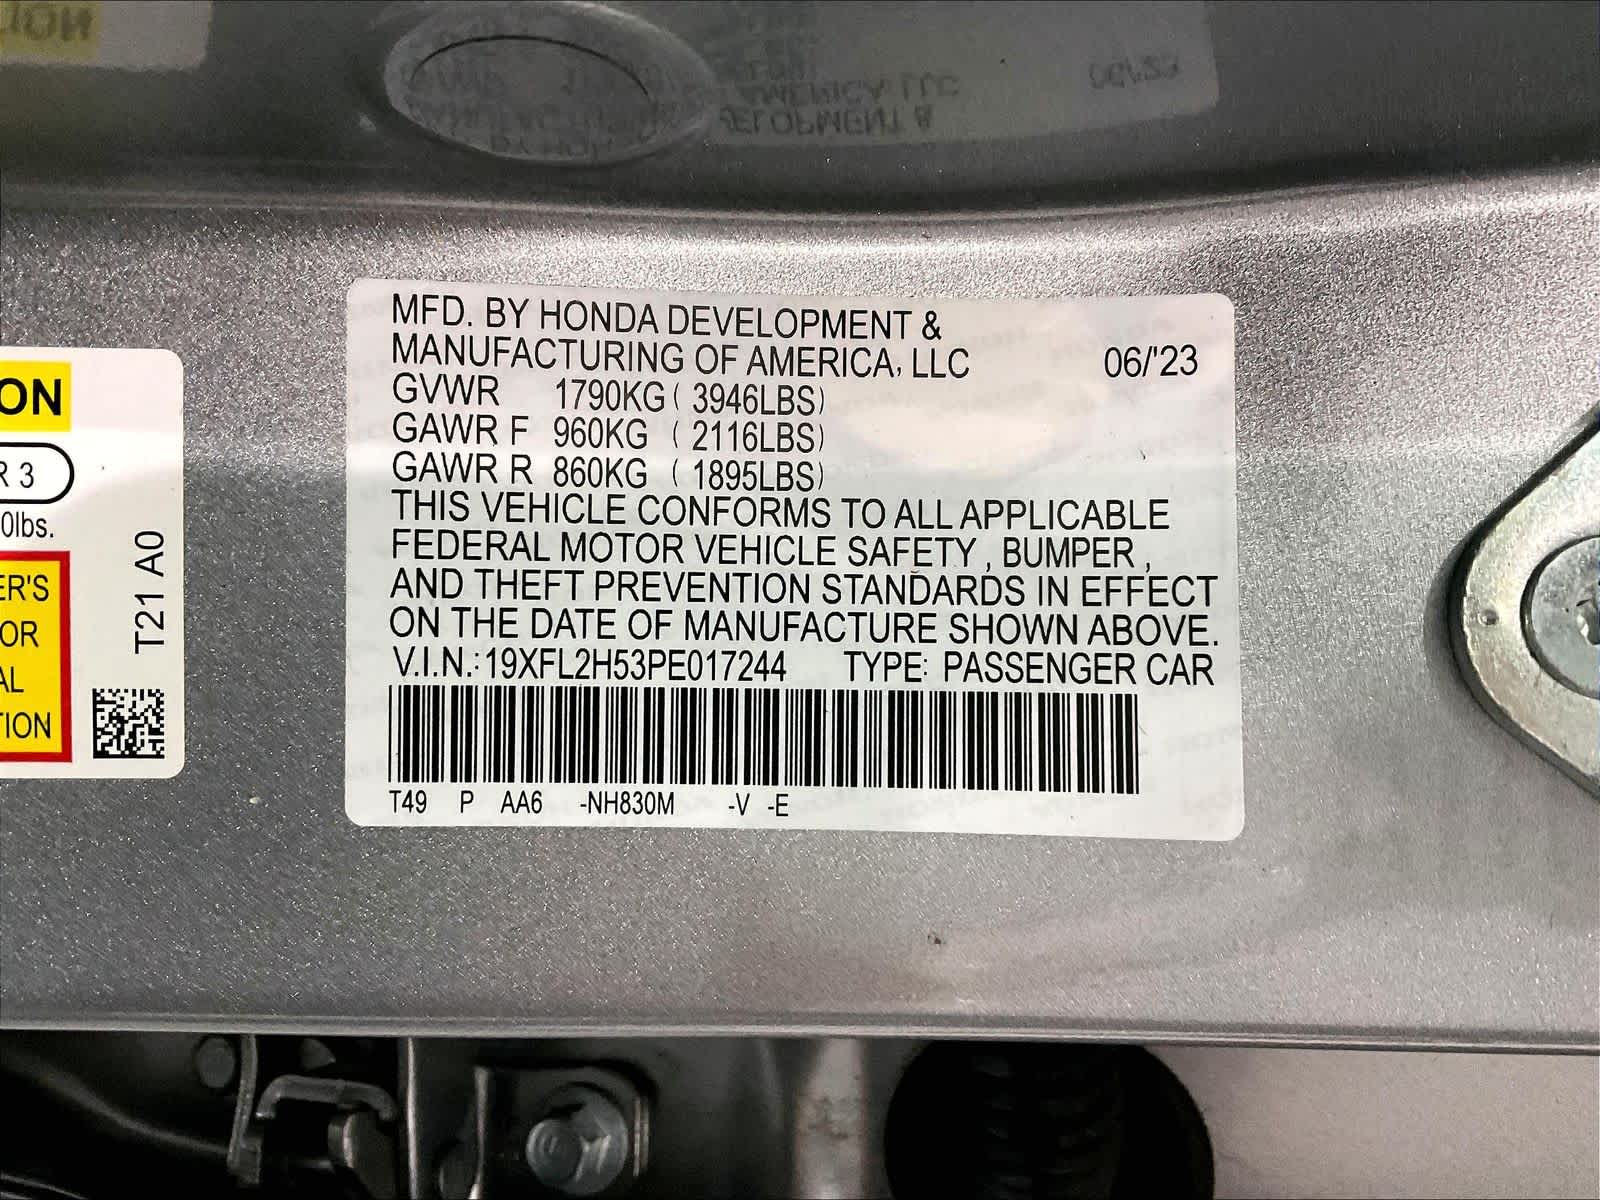 MFD. BY HONDA DEVELOPMENT &
MANUFACTURING OF AMERICA, LLC 06/'23
GVWR 1790KG ( 3946LBS)
GAWR F 960KG ( 2116LBS)
GAWR R 860KG ( 1895LBS)
THIS VEHICLE CONFORMS TO ALL APPLICABLE
FEDERAL MOTOR VEHICLE SAFETY , BUMPER ,
AND THEFT PREVENTION STANDARDS IN EFFECT
ON THE DATE OF MANUFACTURE SHOWN ABOVE.
V.I.N.: 19XFL2H53PE017244 TYPE: PASSENGER CAR
T49 P AA6 -NH830M -V -E
ON
R 3
0lbs.
ER'S
OR
AL
TION
T21 A0